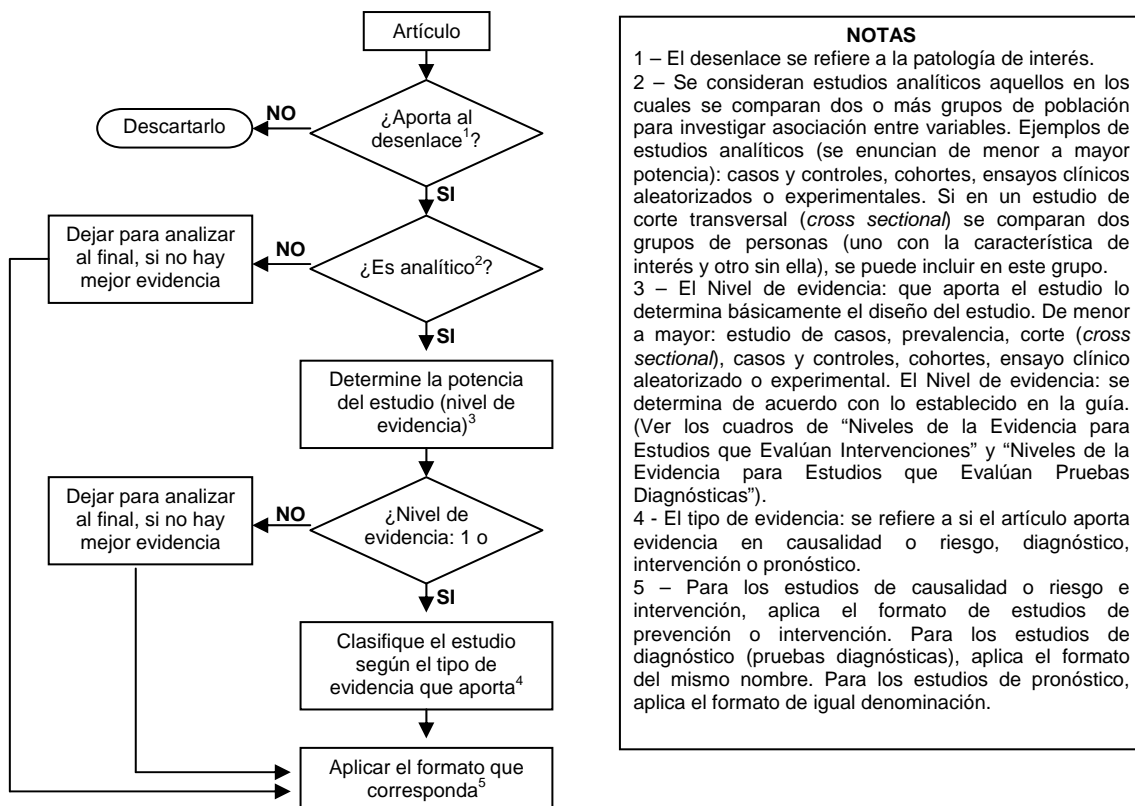 Artículo
¿Aporta al
desenlace¹?
NO
Descartarlo
SI
¿Es analítico²?
NO
Dejar para analizar
al final, si no hay
mejor evidencia
SI
Determine la potencia
del estudio (nivel de
evidencia)³
¿Nivel de
evidencia: 1 o
NO
Dejar para analizar
al final, si no hay
mejor evidencia
SI
Clasifique el estudio
según el tipo de
evidencia que aporta⁴
Aplicar el formato que
corresponda⁵
NOTAS
1 – El desenlace se refiere a la patología de interés.
2 – Se consideran estudios analíticos aquellos en los
cuales se comparan dos o más grupos de población
para investigar asociación entre variables. Ejemplos de
estudios analíticos (se enuncian de menor a mayor
potencia): casos y controles, cohortes, ensayos clínicos
aleatorizados o experimentales. Si en un estudio de
corte transversal (cross sectional) se comparan dos
grupos de personas (uno con la característica de
interés y otro sin ella), se puede incluir en este grupo.
3 – El Nivel de evidencia: que aporta el estudio lo
determina básicamente el diseño del estudio. De menor
a mayor: estudio de casos, prevalencia, corte (cross
sectional), casos y controles, cohortes, ensayo clínico
aleatorizado o experimental. El Nivel de evidencia: se
determina de acuerdo con lo establecido en la guía.
(Ver los cuadros de “Niveles de la Evidencia para
Estudios que Evalúan Intervenciones” y “Niveles de la
Evidencia para Estudios que Evalúan Pruebas
Diagnósticas”).
4 - El tipo de evidencia: se refiere a si el artículo aporta
evidencia en causalidad o riesgo, diagnóstico,
intervención o pronóstico.
5 – Para los estudios de causalidad o riesgo e
intervención, aplica el formato de estudios de
prevención o intervención. Para los estudios de
diagnóstico (pruebas diagnósticas), aplica el formato
del mismo nombre. Para los estudios de pronóstico,
aplica el formato de igual denominación.